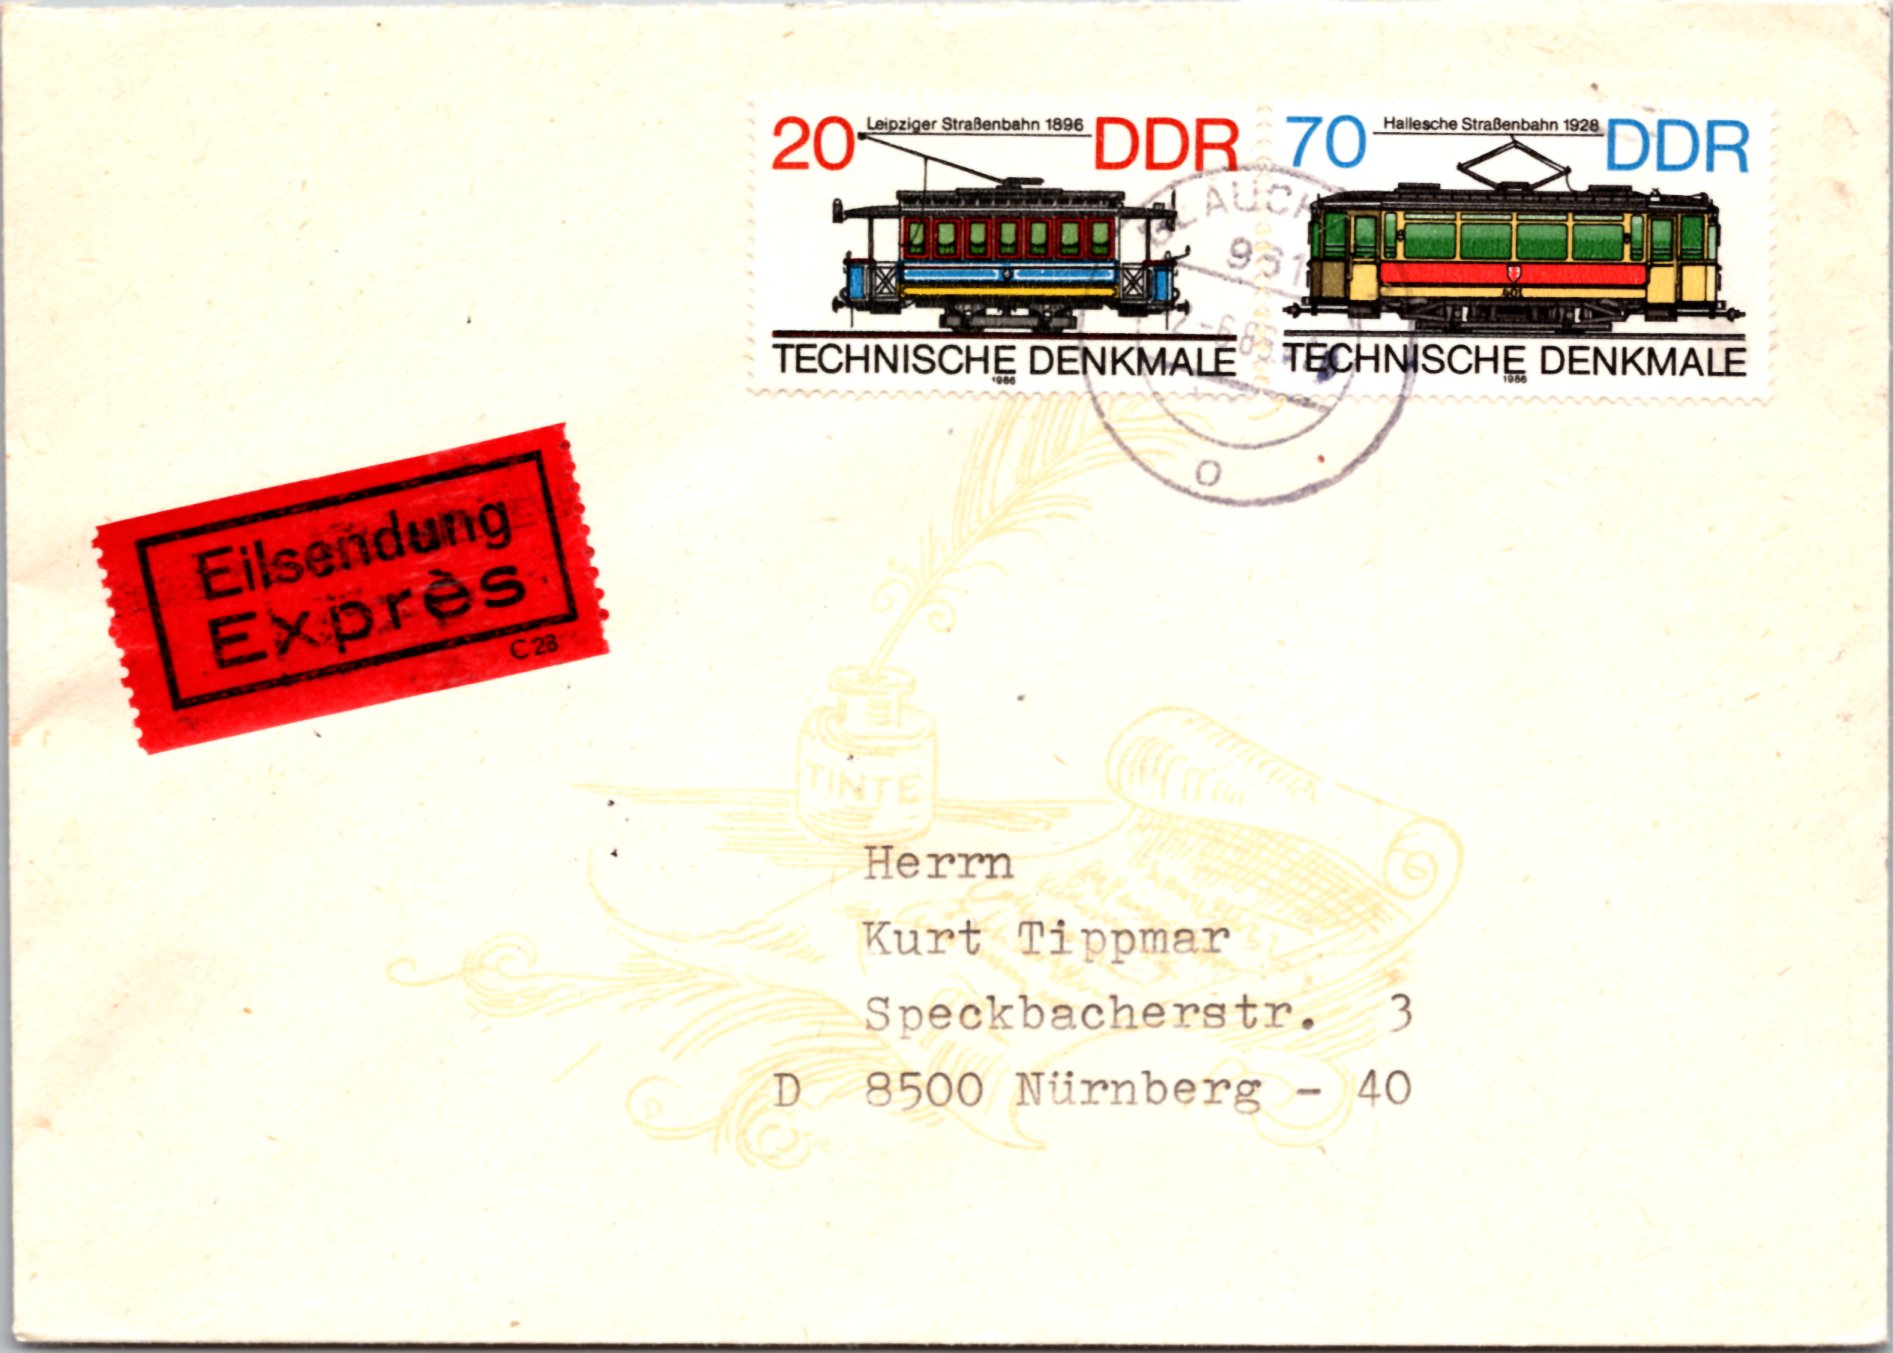 20 Leipziger Straßenbahn 1896 DDR
TECHNISCHE DENKMALE
1986
70 Hallesche Straßenbahn 1928 DDR
TECHNISCHE DENKMALE
1986
961
o
Eilsendung
Exprès
C 28
TINTE
Herrn
Kurt Tippmar
Speckbacherstr. 3
D 8500 Nürnberg - 40